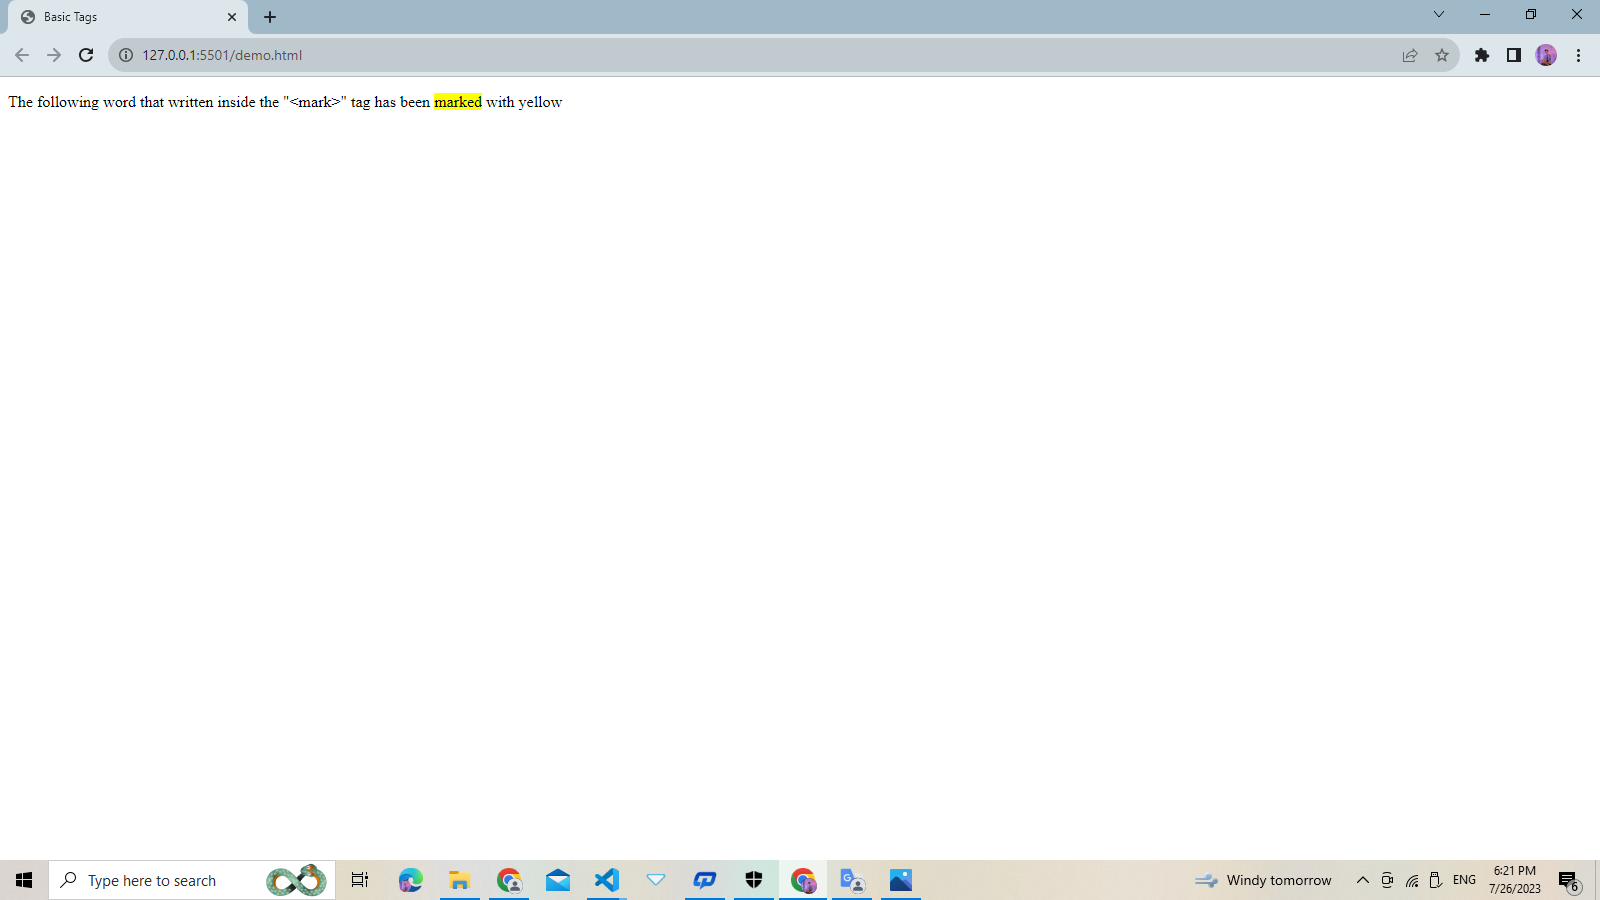 Basic Tags
127.0.0.1:5501/demo.html
The following word that written inside the "<mark>" tag has been marked with yellow
Type here to search
G
Windy tomorrow
ENG
6:21 PM
7/26/2023
6